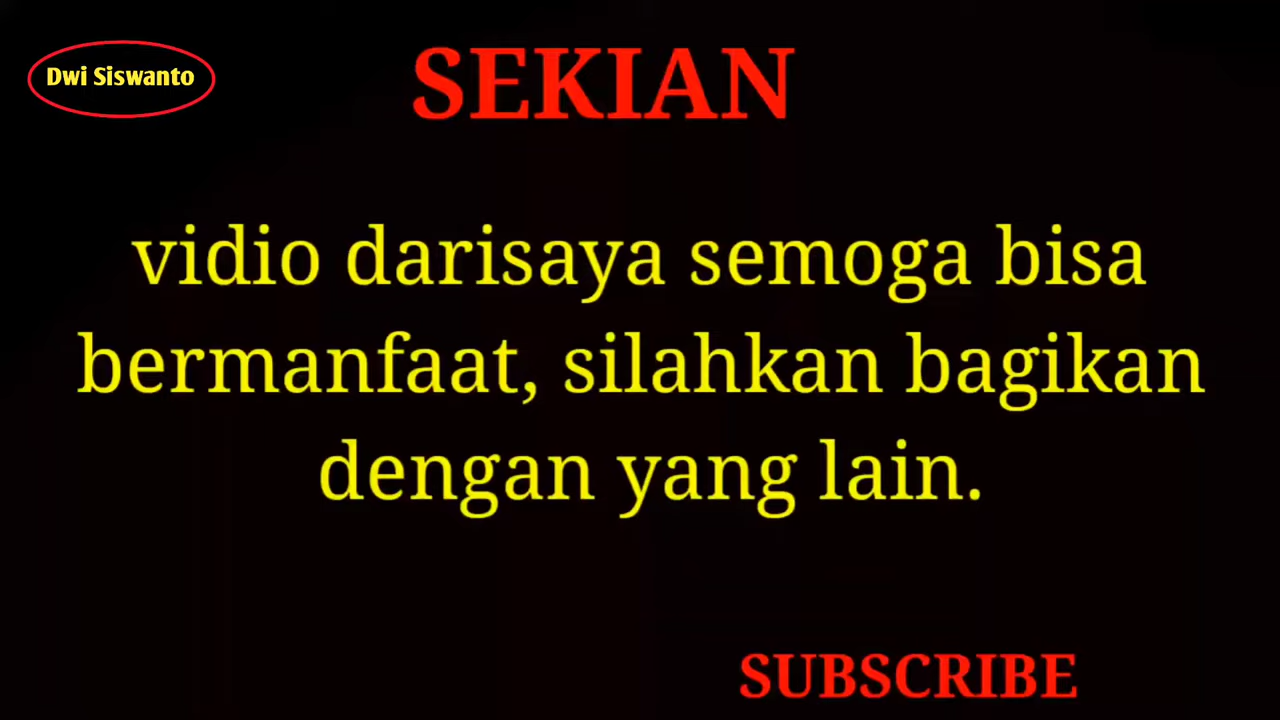 Dwi Siswanto
SEKIAN
vidio darisaya semoga bisa
bermanfaat, silahkan bagikan
dengan yang lain.
SUBSCRIBE